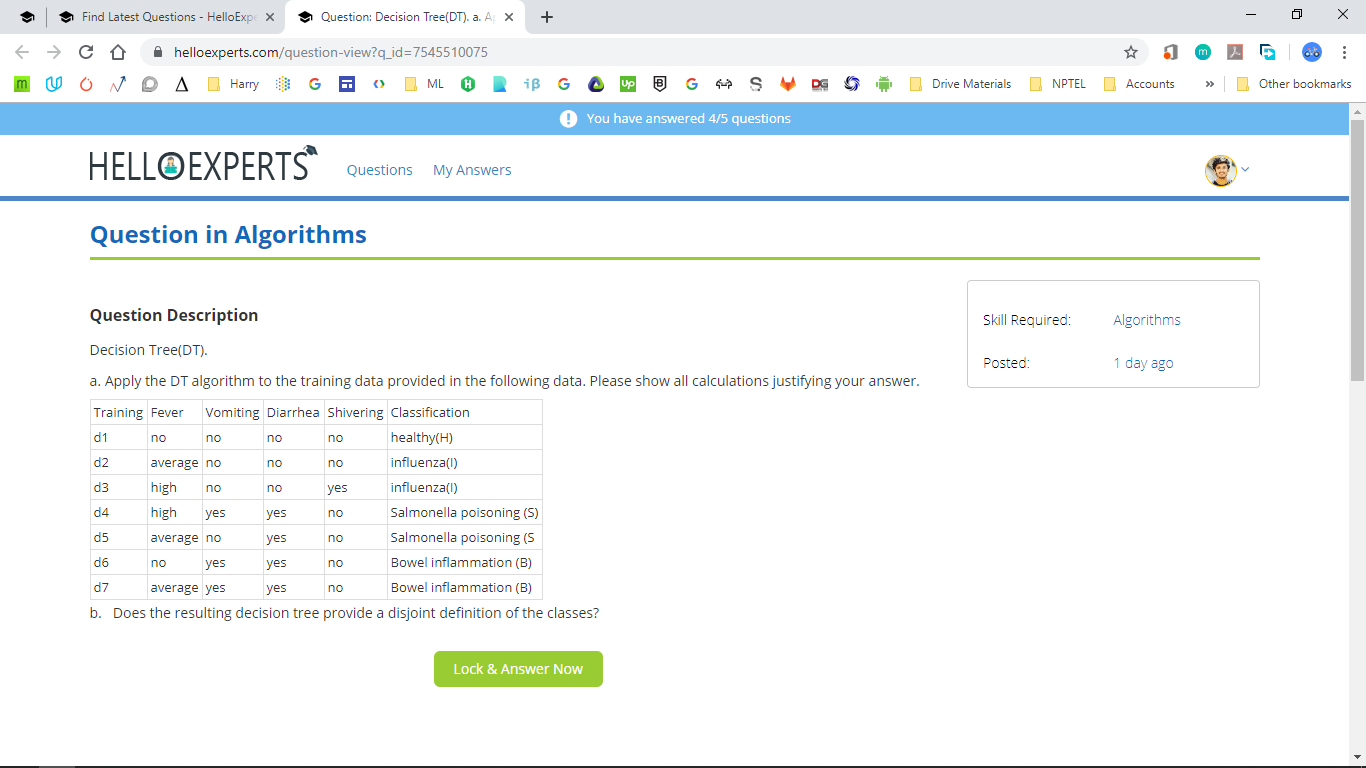 Find Latest Questions - HelloExpe
Question: Decision Tree(DT). a. A
helloexperts.com/question-view?q_id=7545510075
Harry
ML
Drive Materials
NPTEL
Accounts
Other bookmarks
You have answered 4/5 questions
HELLOEXPERTS
Questions
My Answers
Question in Algorithms
Question Description
Skill Required: Algorithms
Posted: 1 day ago
Decision Tree(DT).
a. Apply the DT algorithm to the training data provided in the following data. Please show all calculations justifying your answer.
Training Fever Vomiting Diarrhea Shivering Classification
d1 no no no no healthy(H)
d2 average no no no influenza(I)
d3 high no no yes influenza(I)
d4 high yes yes no Salmonella poisoning (S)
d5 average no yes no Salmonella poisoning (S
d6 no yes yes no Bowel inflammation (B)
d7 average yes yes no Bowel inflammation (B)
b. Does the resulting decision tree provide a disjoint definition of the classes?
Lock & Answer Now